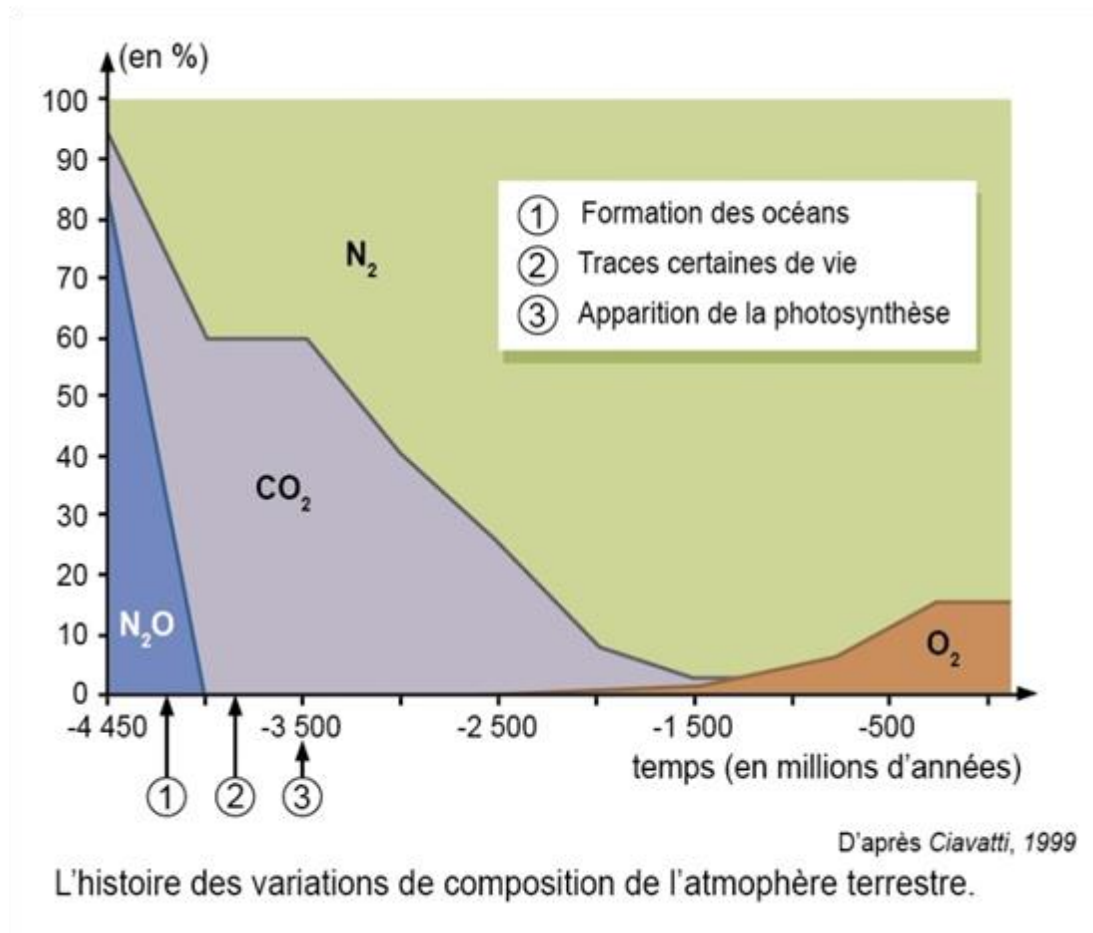 (en %)
100
90
80
70
60
50
40
30
20
10
0
N₂
① Formation des océans
② Traces certaines de vie
③ Apparition de la photosynthèse
CO₂
N₂O
O₂
-4 450 -3 500 -2 500 -1 500 -500
temps (en millions d’années)
① ② ③
D’après Ciavatti, 1999
L’histoire des variations de composition de l’atmophère terrestre.